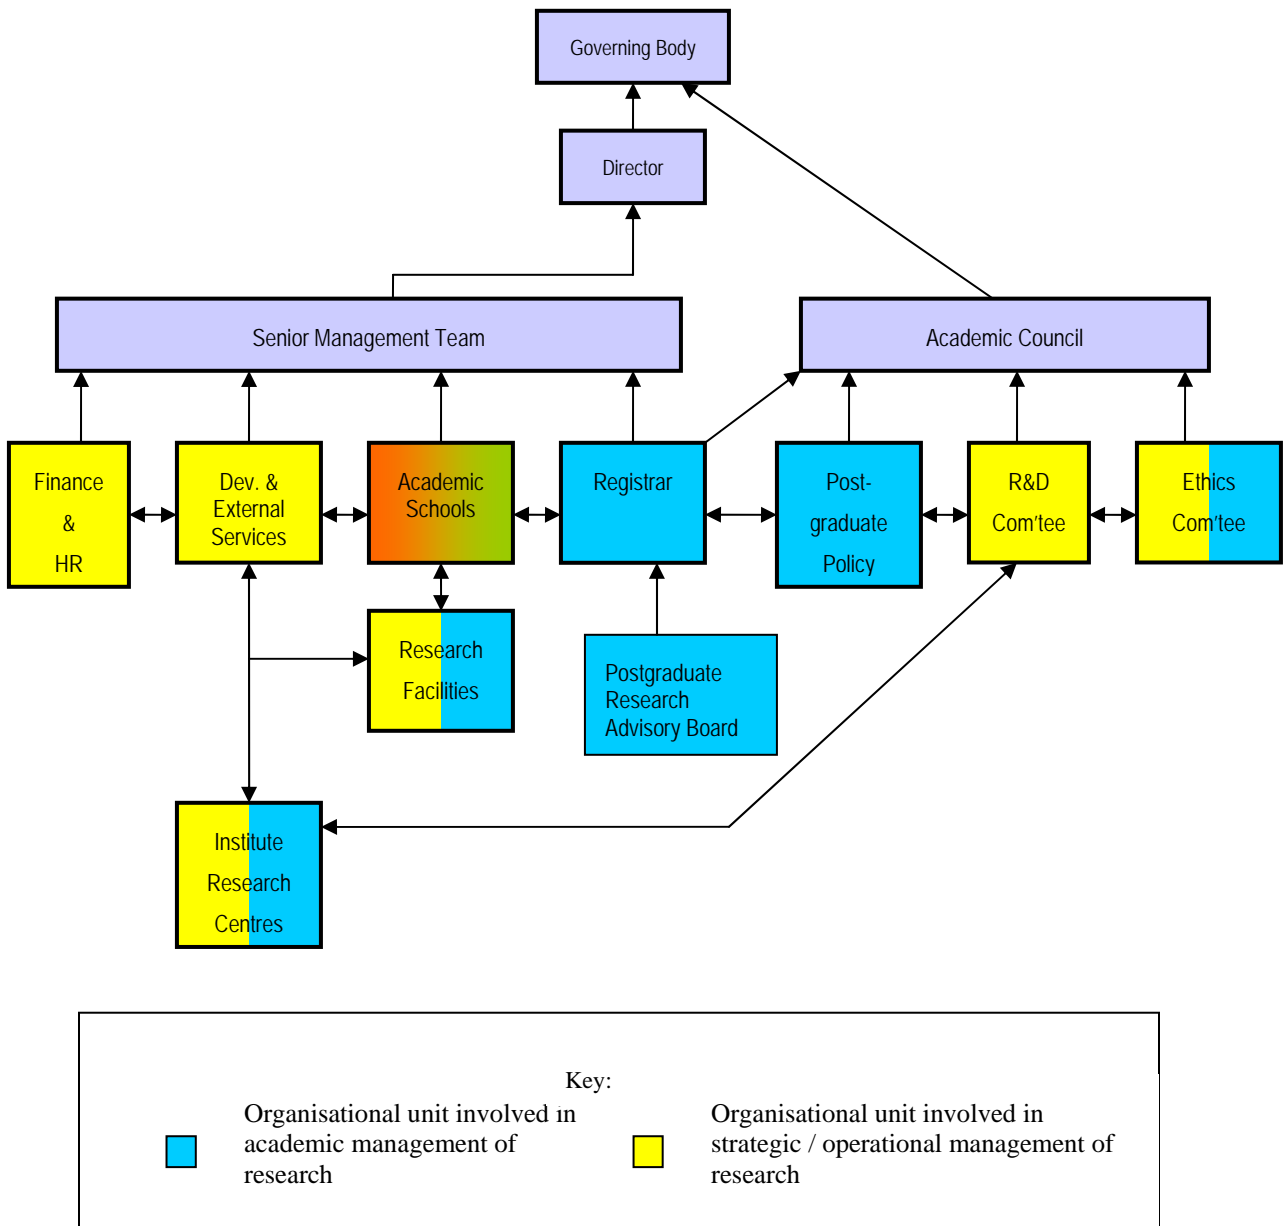 Governing Body
Director
Senior Management Team
Academic Council
Finance
&
HR
Dev. &
External
Services
Academic
Schools
Registrar
Post-
graduate
Policy
R&D
Com'tee
Ethics
Com'tee
Research
Facilities
Postgraduate
Research
Advisory Board
Institute
Research
Centres
Key:
Organisational unit involved in
academic management of
research
Organisational unit involved in
strategic / operational management of
research